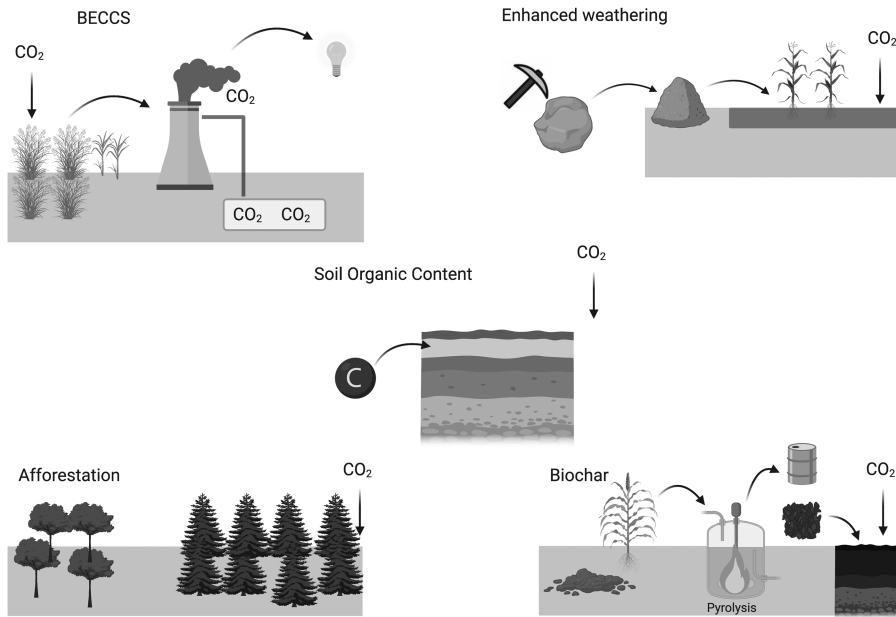 BECCS
CO₂
CO₂
CO₂ CO₂
Enhanced weathering
CO₂
Soil Organic Content
CO₂
C
Afforestation
CO₂
Biochar
CO₂
Pyrolysis